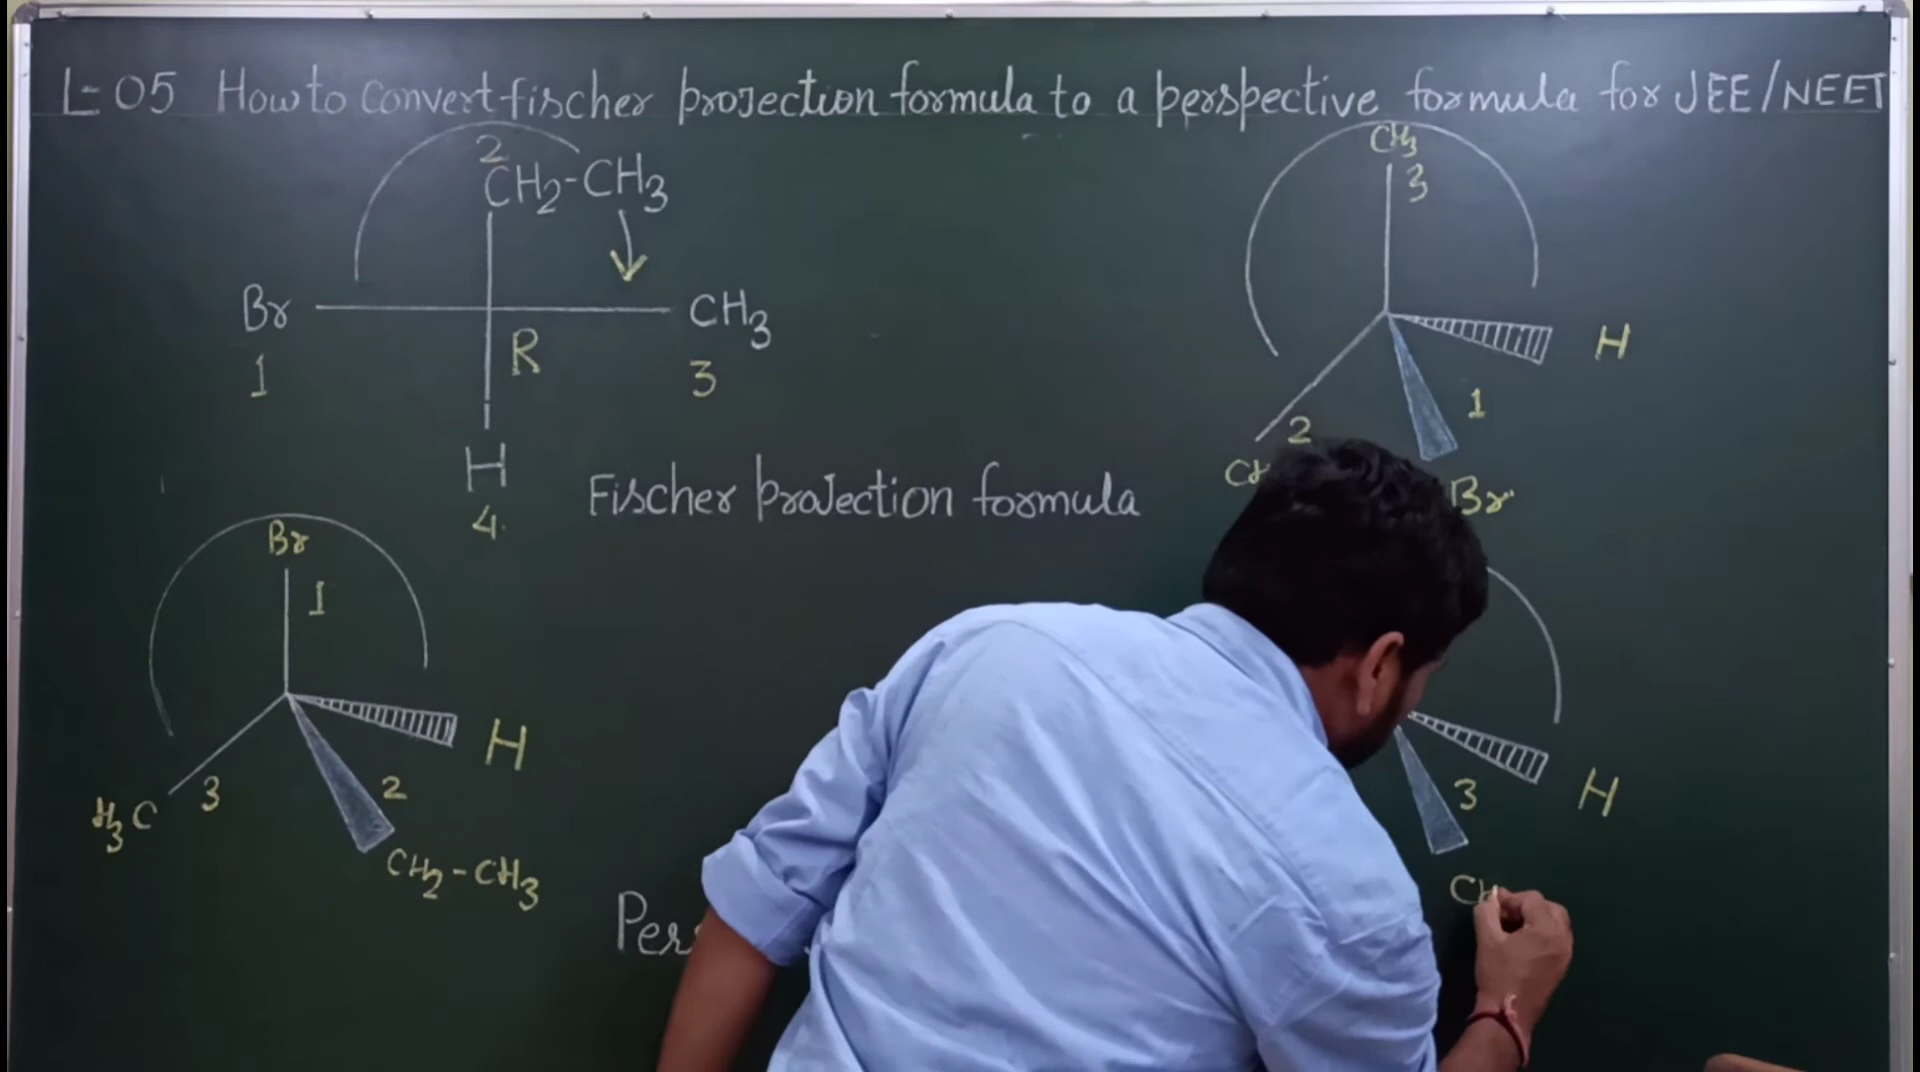 L-05 How to convert fischer projection formula to a perspective formula for JEE/NEET
2
CH2-CH3
Br
CH3
1
R
3
H
4.
Fischer projection formula
CH3
3
H
1
2
Br
Br
1
H
2
3
H3C
CH2-CH3
H
3